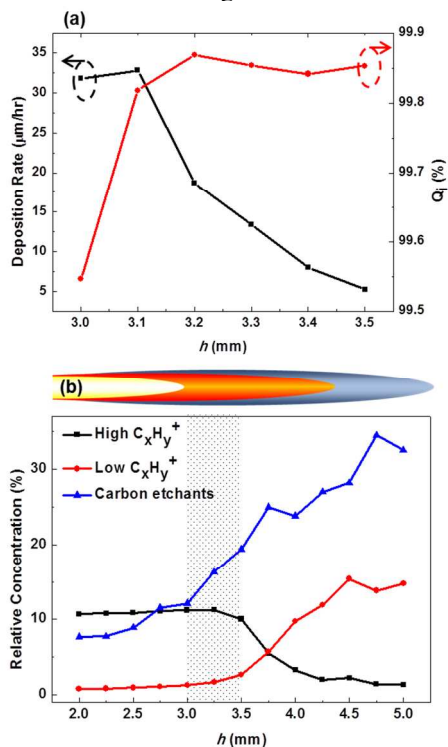 (a)
Deposition Rate (µm/hr)
35
30
25
20
15
10
5
99.9
99.8
99.7
99.6
99.5
Qi (%)
3.0 3.1 3.2 3.3 3.4 3.5
h (mm)
(b)
High CxHy+
Low CxHy+
Carbon etchants
Relative Concentration (%)
30
20
10
0
2.0 2.5 3.0 3.5 4.0 4.5 5.0
h (mm)